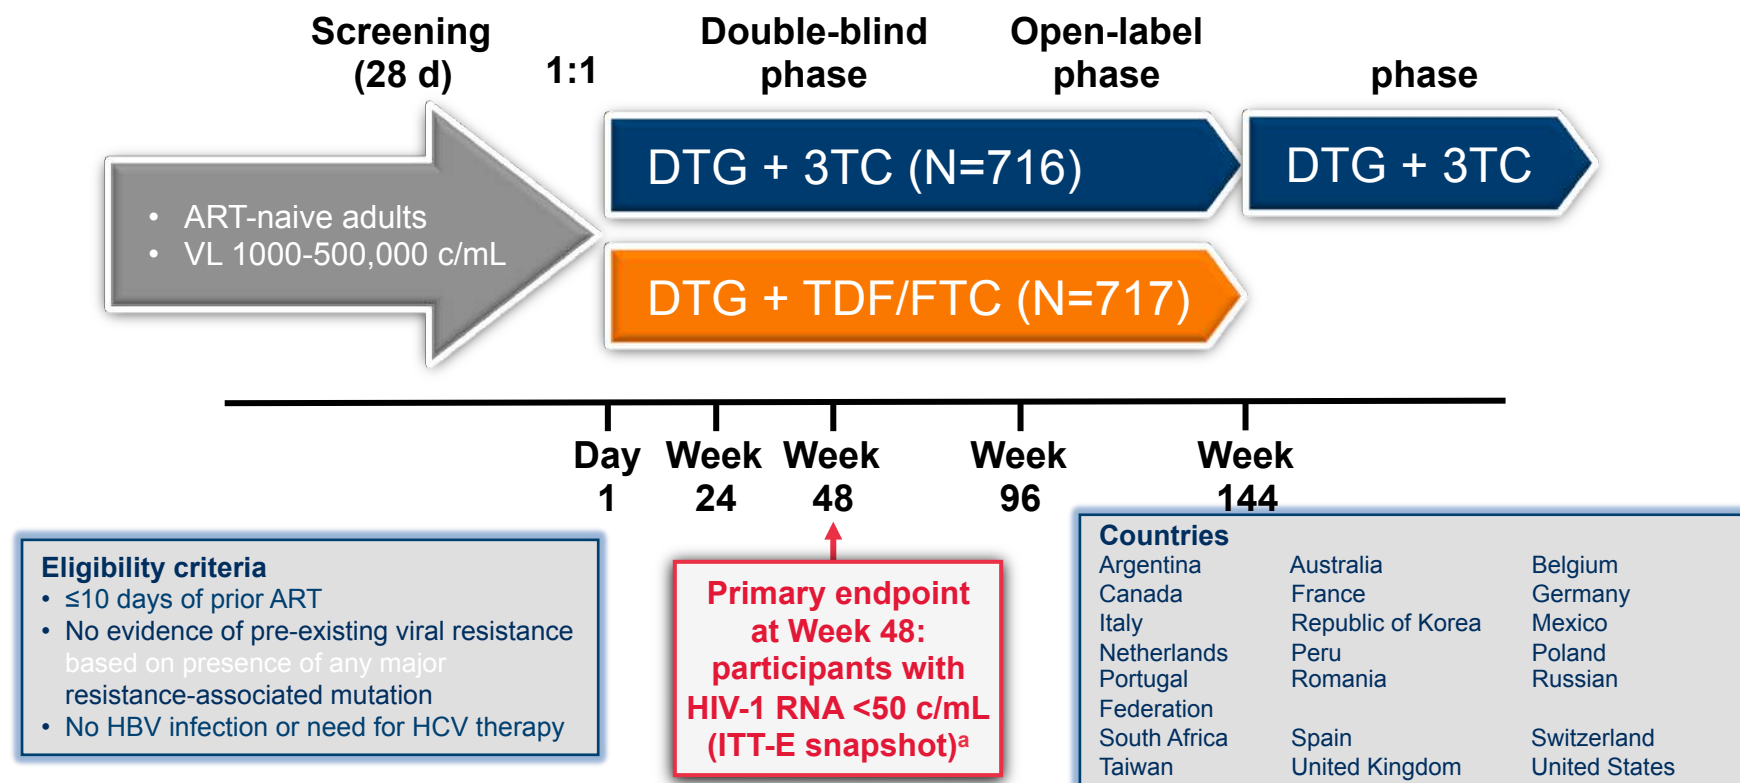 Screening
(28 d)
1:1
Double-blind
phase
Open-label
phase
phase
• ART-naive adults
• VL 1000-500,000 c/mL
DTG + 3TC (N=716)
DTG + 3TC
DTG + TDF/FTC (N=717)
Day
1
Week
24
Week
48
Week
96
Week
144
Eligibility criteria
• ≤10 days of prior ART
• No evidence of pre-existing viral resistance
based on presence of any major
resistance-associated mutation
• No HBV infection or need for HCV therapy
Primary endpoint
at Week 48:
participants with
HIV-1 RNA <50 c/mL
(ITT-E snapshot)ª
Countries
Argentina Australia Belgium
Canada France Germany
Italy Republic of Korea Mexico
Netherlands Peru Poland
Portugal Romania Russian
Federation
South Africa Spain Switzerland
Taiwan United Kingdom United States